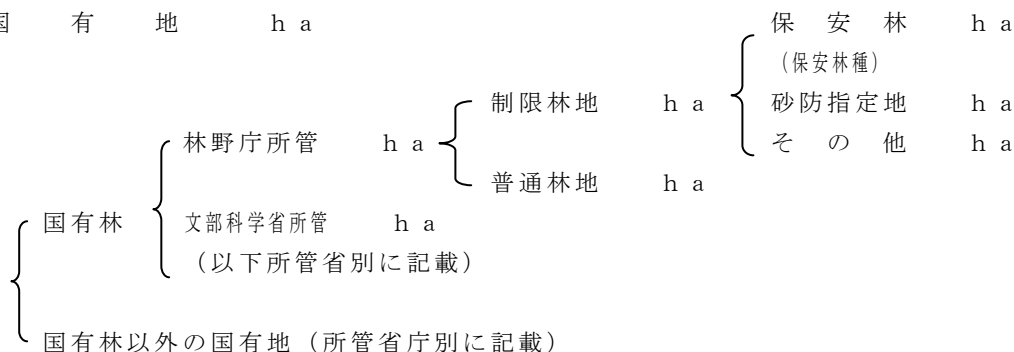 国有地 ha 保安林 ha
(保安林種)
制限林地 ha 砂防指定地 ha
林野庁所管 ha その他 ha
普通林地 ha
国有林 文部科学省所管 ha
(以下所管省別に記載)
国有林以外の国有地(所管省庁別に記載)